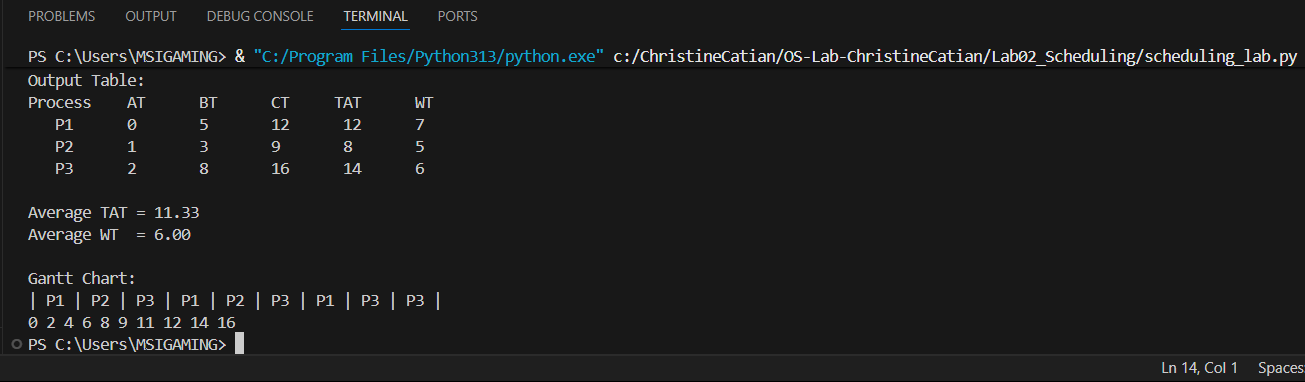 PROBLEMS OUTPUT DEBUG CONSOLE TERMINAL PORTS
PS C:\Users\MSIGAMING> & "C:/Program Files/Python313/python.exe" c:/ChristineCatian/OS-Lab-ChristineCatian/Lab02_Scheduling/scheduling_lab.py
Output Table:
Process AT BT CT TAT WT
P1 0 5 12 12 7
P2 1 3 9 8 5
P3 2 8 16 14 6
Average TAT = 11.33
Average WT = 6.00
Gantt Chart:
| P1 | P2 | P3 | P1 | P2 | P3 | P1 | P3 | P3 |
0 2 4 6 8 9 11 12 14 16
PS C:\Users\MSIGAMING>
Ln 14, Col 1 Spaces